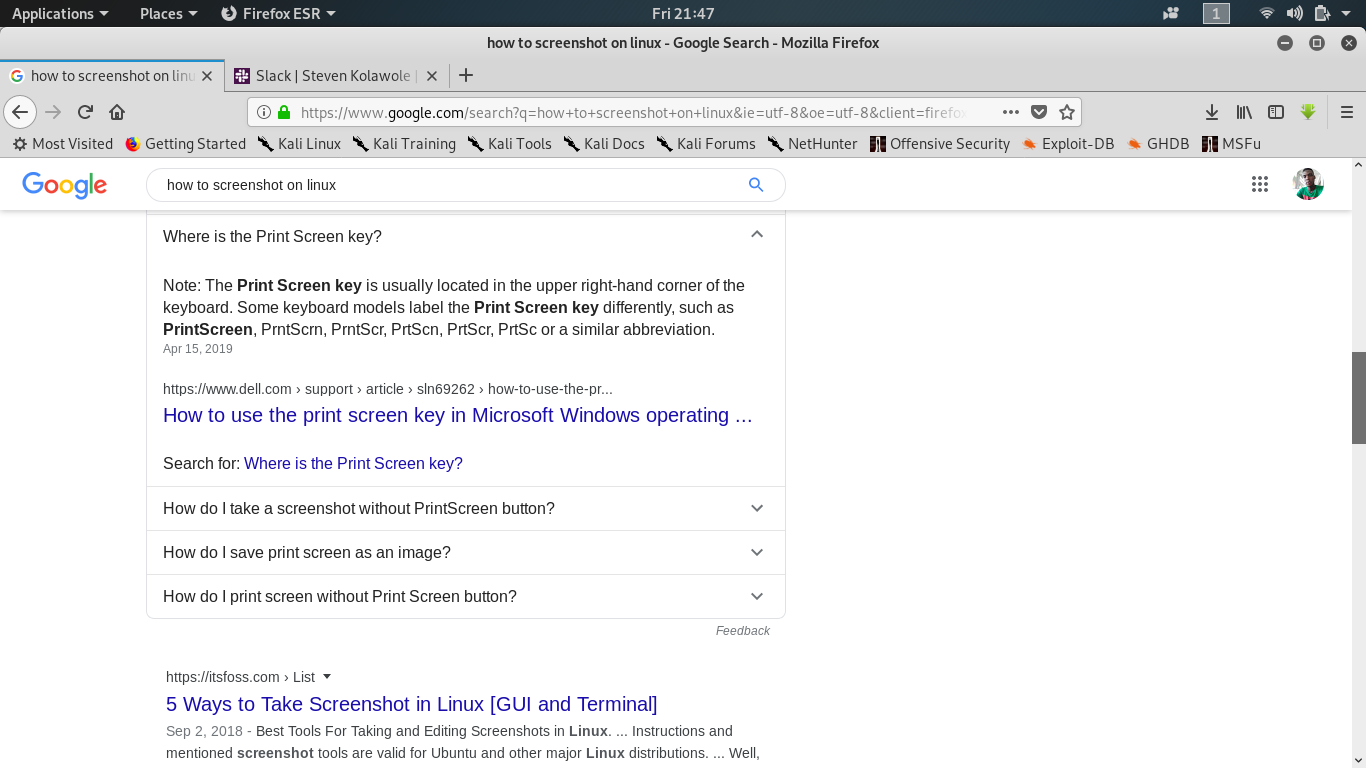 Applications Places Firefox ESR Fri 21:47 1
how to screenshot on linux - Google Search - Mozilla Firefox
how to screenshot on linu Slack | Steven Kolawole |
https://www.google.com/search?q=how+to+screenshot+on+linux&ie=utf-8&oe=utf-8&client=firefox
Most Visited Getting Started Kali Linux Kali Training Kali Tools Kali Docs Kali Forums NetHunter Offensive Security Exploit-DB GHDB MSFu
Google how to screenshot on linux
Where is the Print Screen key?
Note: The Print Screen key is usually located in the upper right-hand corner of the
keyboard. Some keyboard models label the Print Screen key differently, such as
PrintScreen, PrntScrn, PrntScr, PrtScn, PrtScr, PrtSc or a similar abbreviation.
Apr 15, 2019
https://www.dell.com › support › article › sln69262 › how-to-use-the-pr...
How to use the print screen key in Microsoft Windows operating ...
Search for: Where is the Print Screen key?
How do I take a screenshot without PrintScreen button?
How do I save print screen as an image?
How do I print screen without Print Screen button?
Feedback
https://itsfoss.com › List
5 Ways to Take Screenshot in Linux [GUI and Terminal]
Sep 2, 2018 - Best Tools For Taking and Editing Screenshots in Linux. ... Instructions and
mentioned screenshot tools are valid for Ubuntu and other major Linux distributions. ... Well,